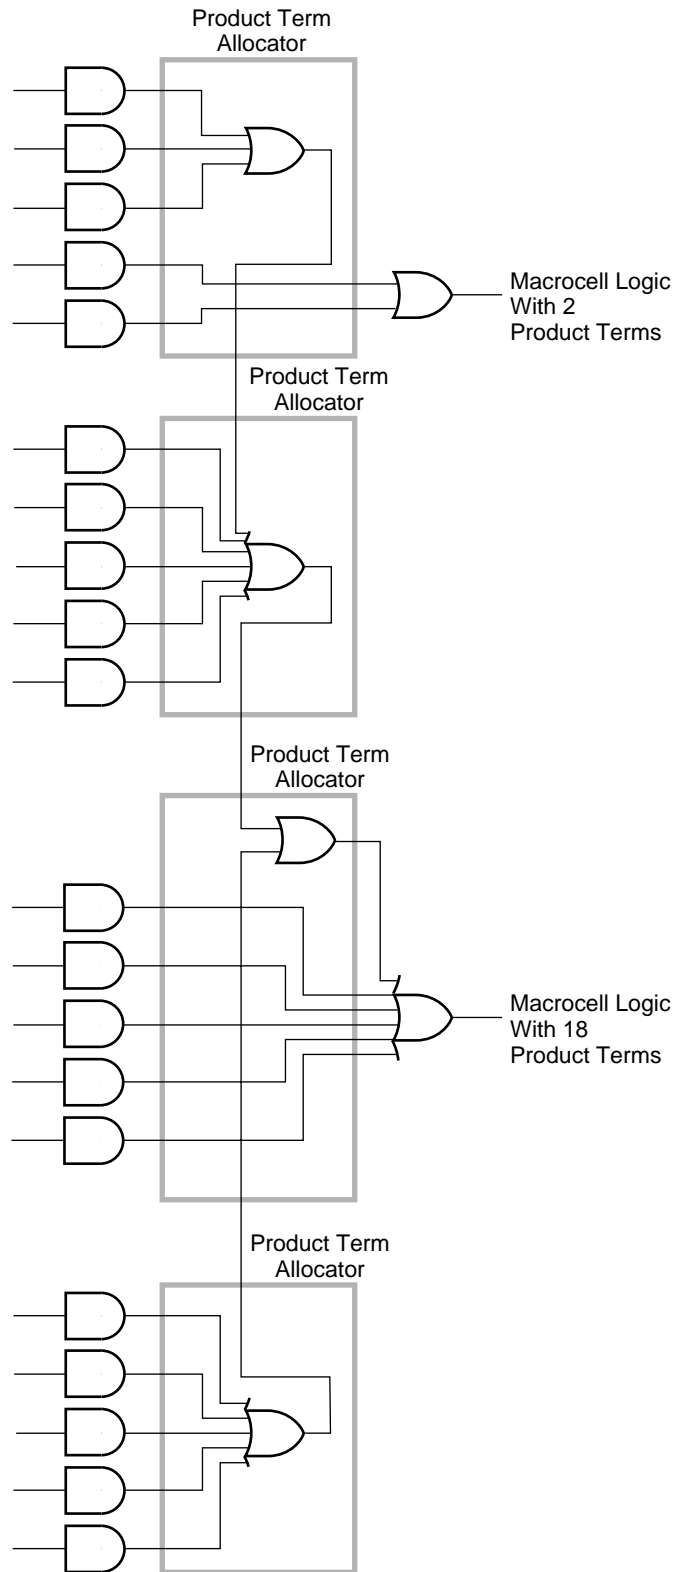 Product Term
Allocator
Macrocell Logic
With 2
Product Terms
Product Term
Allocator
Product Term
Allocator
Macrocell Logic
With 18
Product Terms
Product Term
Allocator